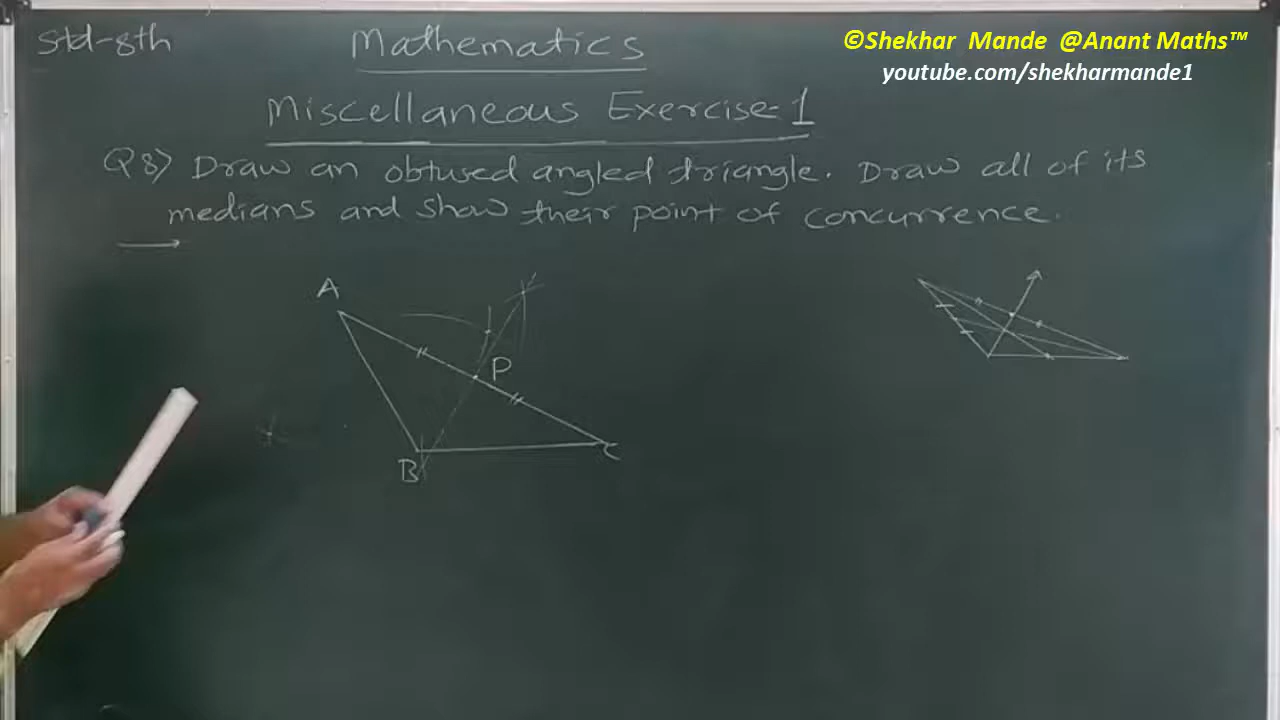 Std-8th
Mathematics
©Shekhar Mande @Anant Maths™
youtube.com/shekharmande1
Miscellaneous Exercise-1
Q 8) Draw an obtused angled triangle. Draw all of its
medians and show their point of concurrence.
A
P
B
C